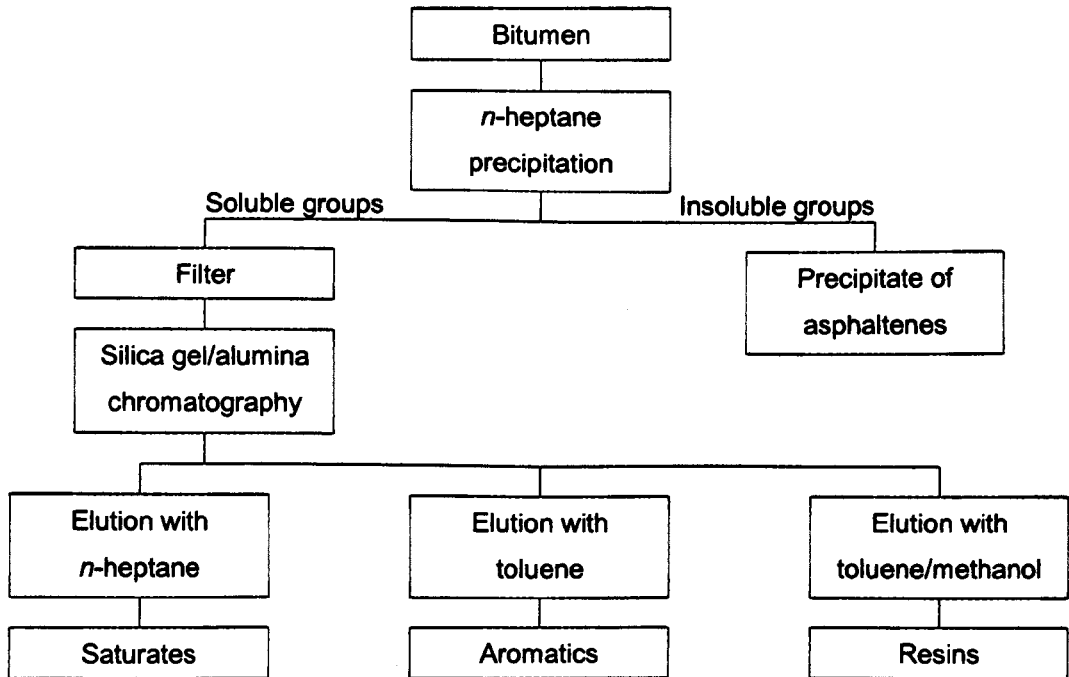 Bitumen
n-heptane
precipitation
Soluble groups
Insoluble groups
Filter
Precipitate of
asphaltenes
Silica gel/alumina
chromatography
Elution with
n-heptane
Elution with
toluene
Elution with
toluene/methanol
Saturates
Aromatics
Resins